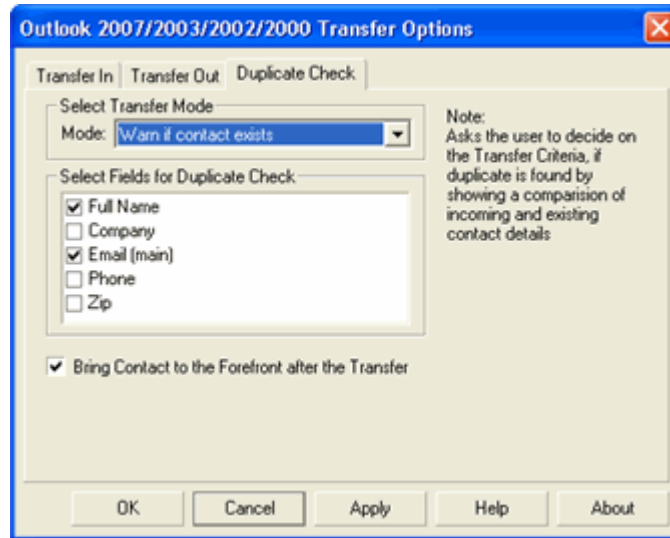 Outlook 2007/2003/2002/2000 Transfer Options
Transfer In Transfer Out Duplicate Check
Select Transfer Mode
Mode: Warn if contact exists
Note:
Asks the user to decide on
the Transfer Criteria, if
duplicate is found by
showing a comparision of
incoming and existing
contact details
Select Fields for Duplicate Check
Full Name
Company
Email (main)
Phone
Zip
Bring Contact to the Forefront after the Transfer
OK Cancel Apply Help About